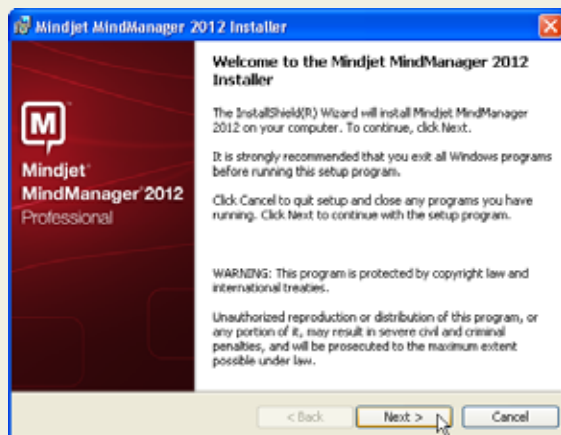 Mindjet MindManager 2012 Installer
Welcome to the Mindjet MindManager 2012
Installer
The InstallShield(R) Wizard will install Mindjet MindManager
2012 on your computer. To continue, click Next.
It is strongly recommended that you exit all Windows programs
before running this setup program.
Click Cancel to quit setup and close any programs you have
running. Click Next to continue with the setup program.
WARNING: This program is protected by copyright law and
international treaties.
Unauthorized reproduction or distribution of this program, or
any portion of it, may result in severe civil and criminal
penalties, and will be prosecuted to the maximum extent
possible under law.
M
Mindjet®
MindManager® 2012
Professional
< Back
Next >
Cancel